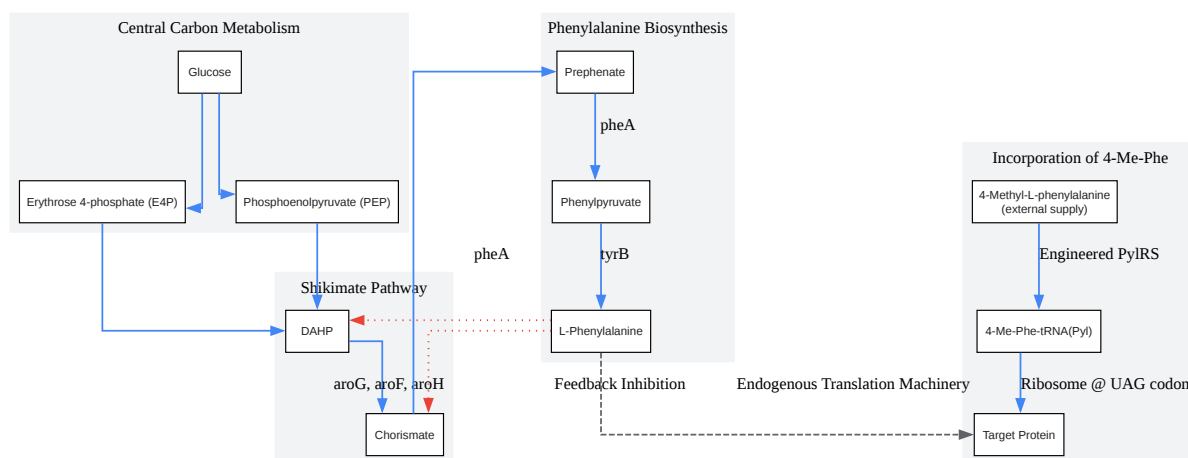 Central Carbon Metabolism
Glucose
Erythrose 4-phosphate (E4P)
Phosphoenolpyruvate (PEP)
Shikimate Pathway
DAHP
aroG, aroF, aroH
Chorismate
pheA
Phenylalanine Biosynthesis
Prephenate
pheA
Phenylpyruvate
tyrB
L-Phenylalanine
Feedback Inhibition
Endogenous Translation Machinery
Incorporation of 4-Me-Phe
4-Methyl-L-phenylalanine
(external supply)
Engineered PylRS
4-Me-Phe-tRNA(Pyl)
Ribosome @ UAG codon
Target Protein